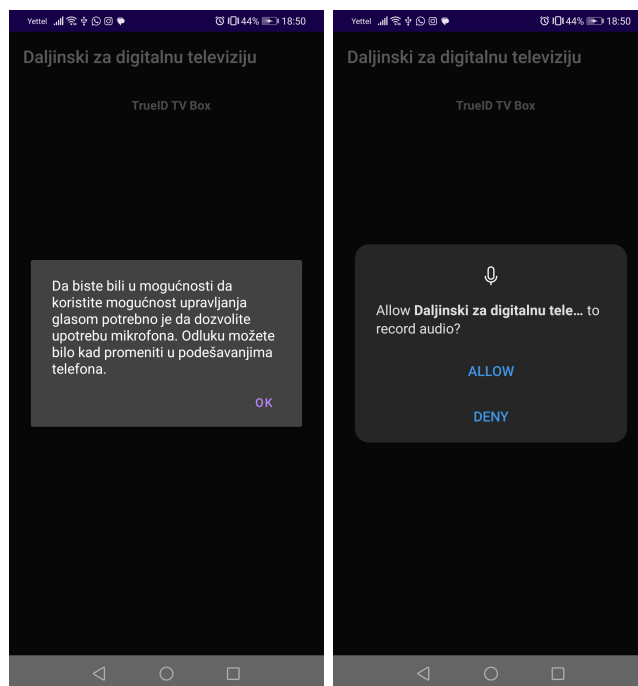 Yettel 44% 18:50
Daljinski za digitalnu televiziju
TrueID TV Box
Da biste bili u mogućnosti da
koristite mogućnost upravljanja
glasom potrebno je da dozvolite
upotrebu mikrofona. Odluku možete
bilo kad promeniti u podešavanjima
telefona.
OK
Yettel 44% 18:50
Daljinski za digitalnu televiziju
TrueID TV Box
Allow Daljinski za digitalnu tele... to
record audio?
ALLOW
DENY